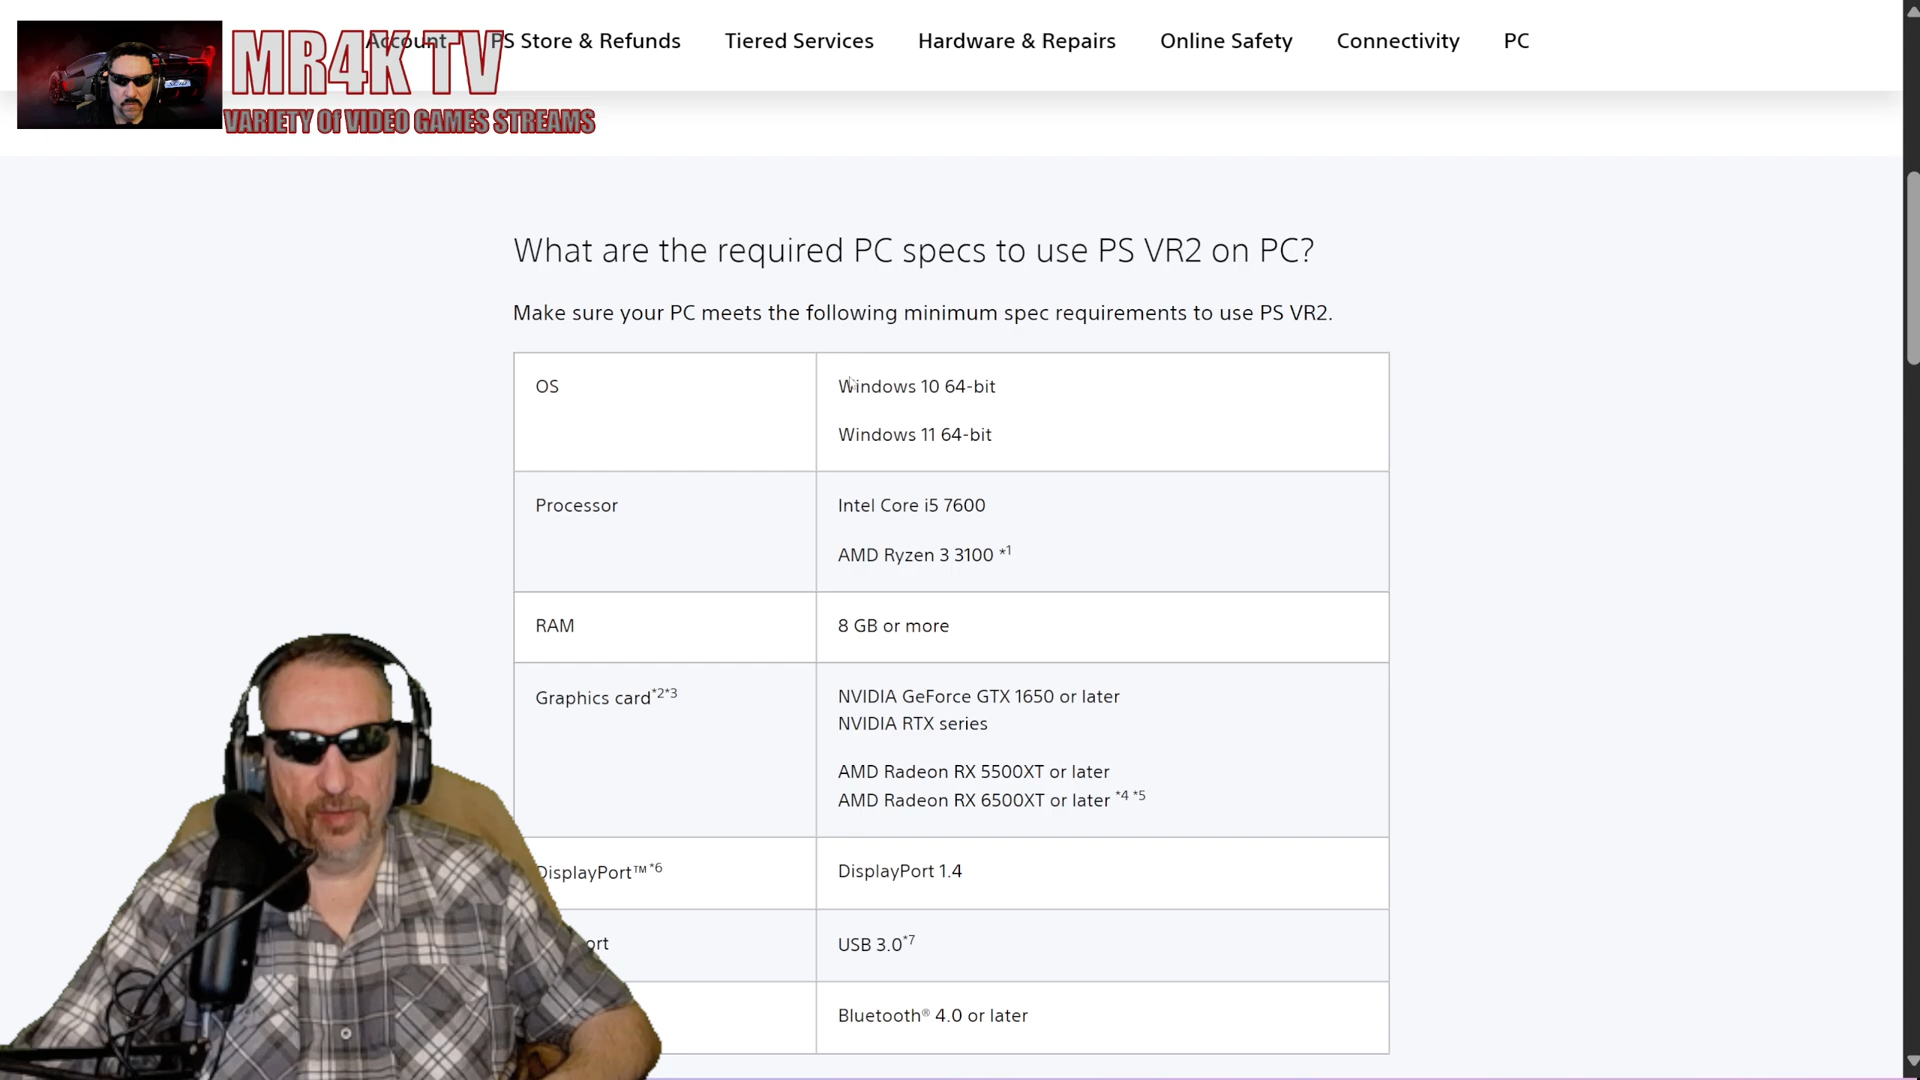 MR4K TV
VARIETY Of VIDEO GAMES STREAMS
Account PS Store & Refunds Tiered Services Hardware & Repairs Online Safety Connectivity PC
What are the required PC specs to use PS VR2 on PC?
Make sure your PC meets the following minimum spec requirements to use PS VR2.
OS
Windows 10 64-bit
Windows 11 64-bit
Processor
Intel Core i5 7600
AMD Ryzen 3 3100 *1
RAM
8 GB or more
Graphics card*2*3
NVIDIA GeForce GTX 1650 or later
NVIDIA RTX series
AMD Radeon RX 5500XT or later
AMD Radeon RX 6500XT or later *4 *5
DisplayPort™*6
DisplayPort 1.4
ort
USB 3.0*7
Bluetooth® 4.0 or later